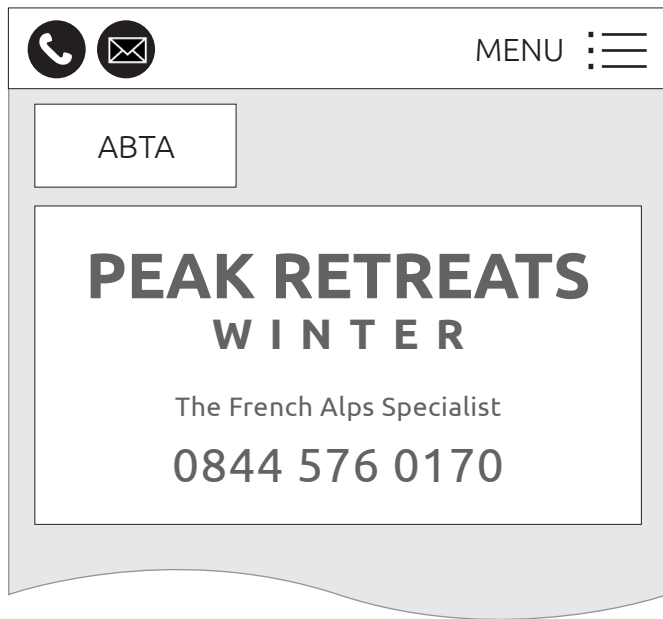 MENU
ABTA
PEAK RETREATS
WINTER
The French Alps Specialist
0844 576 0170